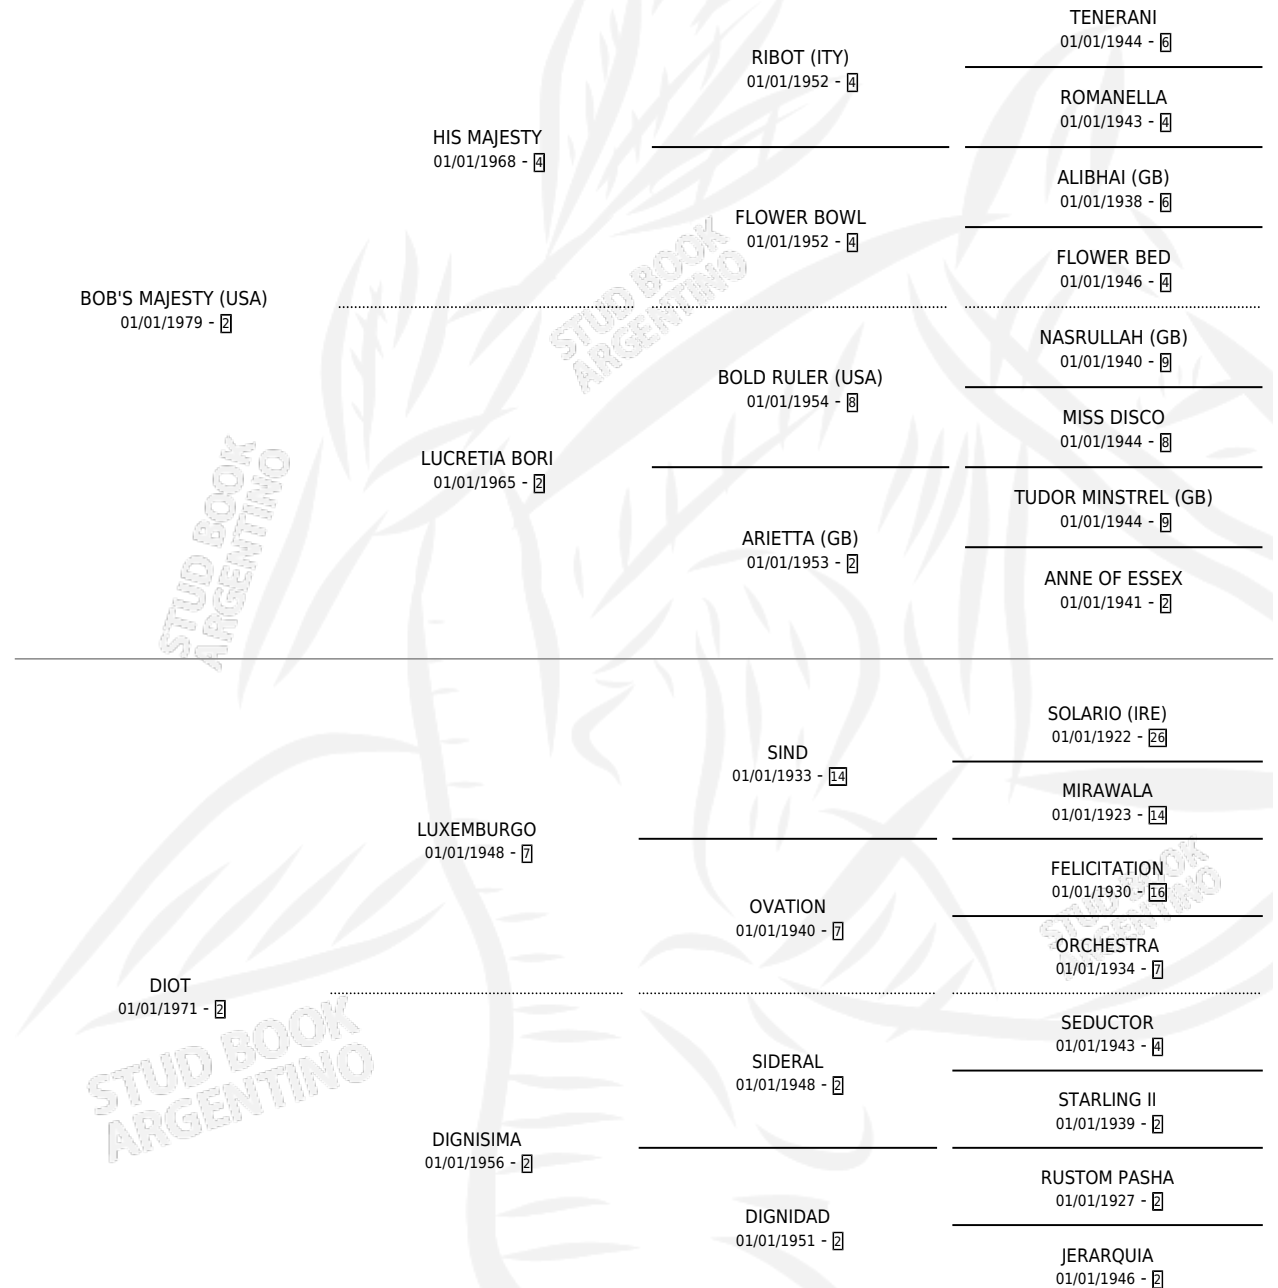 TENERANI
01/01/1944 - 6
RIBOT (ITY)
01/01/1952 - 4
ROMANELLA
01/01/1943 - 4
HIS MAJESTY
01/01/1968 - 4
ALIBHAI (GB)
01/01/1938 - 6
FLOWER BOWL
01/01/1952 - 4
FLOWER BED
01/01/1946 - 4
BOB'S MAJESTY (USA)
01/01/1979 - 2
NASRULLAH (GB)
01/01/1940 - 9
BOLD RULER (USA)
01/01/1954 - 8
MISS DISCO
01/01/1944 - 8
LUCRETIA BORI
01/01/1965 - 2
TUDOR MINSTREL (GB)
01/01/1944 - 9
ARIETTA (GB)
01/01/1953 - 2
ANNE OF ESSEX
01/01/1941 - 2
SOLARIO (IRE)
01/01/1922 - 26
SIND
01/01/1933 - 14
MIRAWALA
01/01/1923 - 14
LUXEMBURGO
01/01/1948 - 7
FELICITATION
01/01/1930 - 16
OVATION
01/01/1940 - 7
ORCHESTRA
01/01/1934 - 7
DIOT
01/01/1971 - 2
SEDUCTOR
01/01/1943 - 4
SIDERAL
01/01/1948 - 2
STARLING II
01/01/1939 - 2
DIGNISIMA
01/01/1956 - 2
RUSTOM PASHA
01/01/1927 - 2
DIGNIDAD
01/01/1951 - 2
JERARQUIA
01/01/1946 - 2
STUD BOOK
ARGENTINO
STUD BOOK
ARGENTINO
STUD BOOK
ARGENTINO
STUD BOOK
ARGENTINO